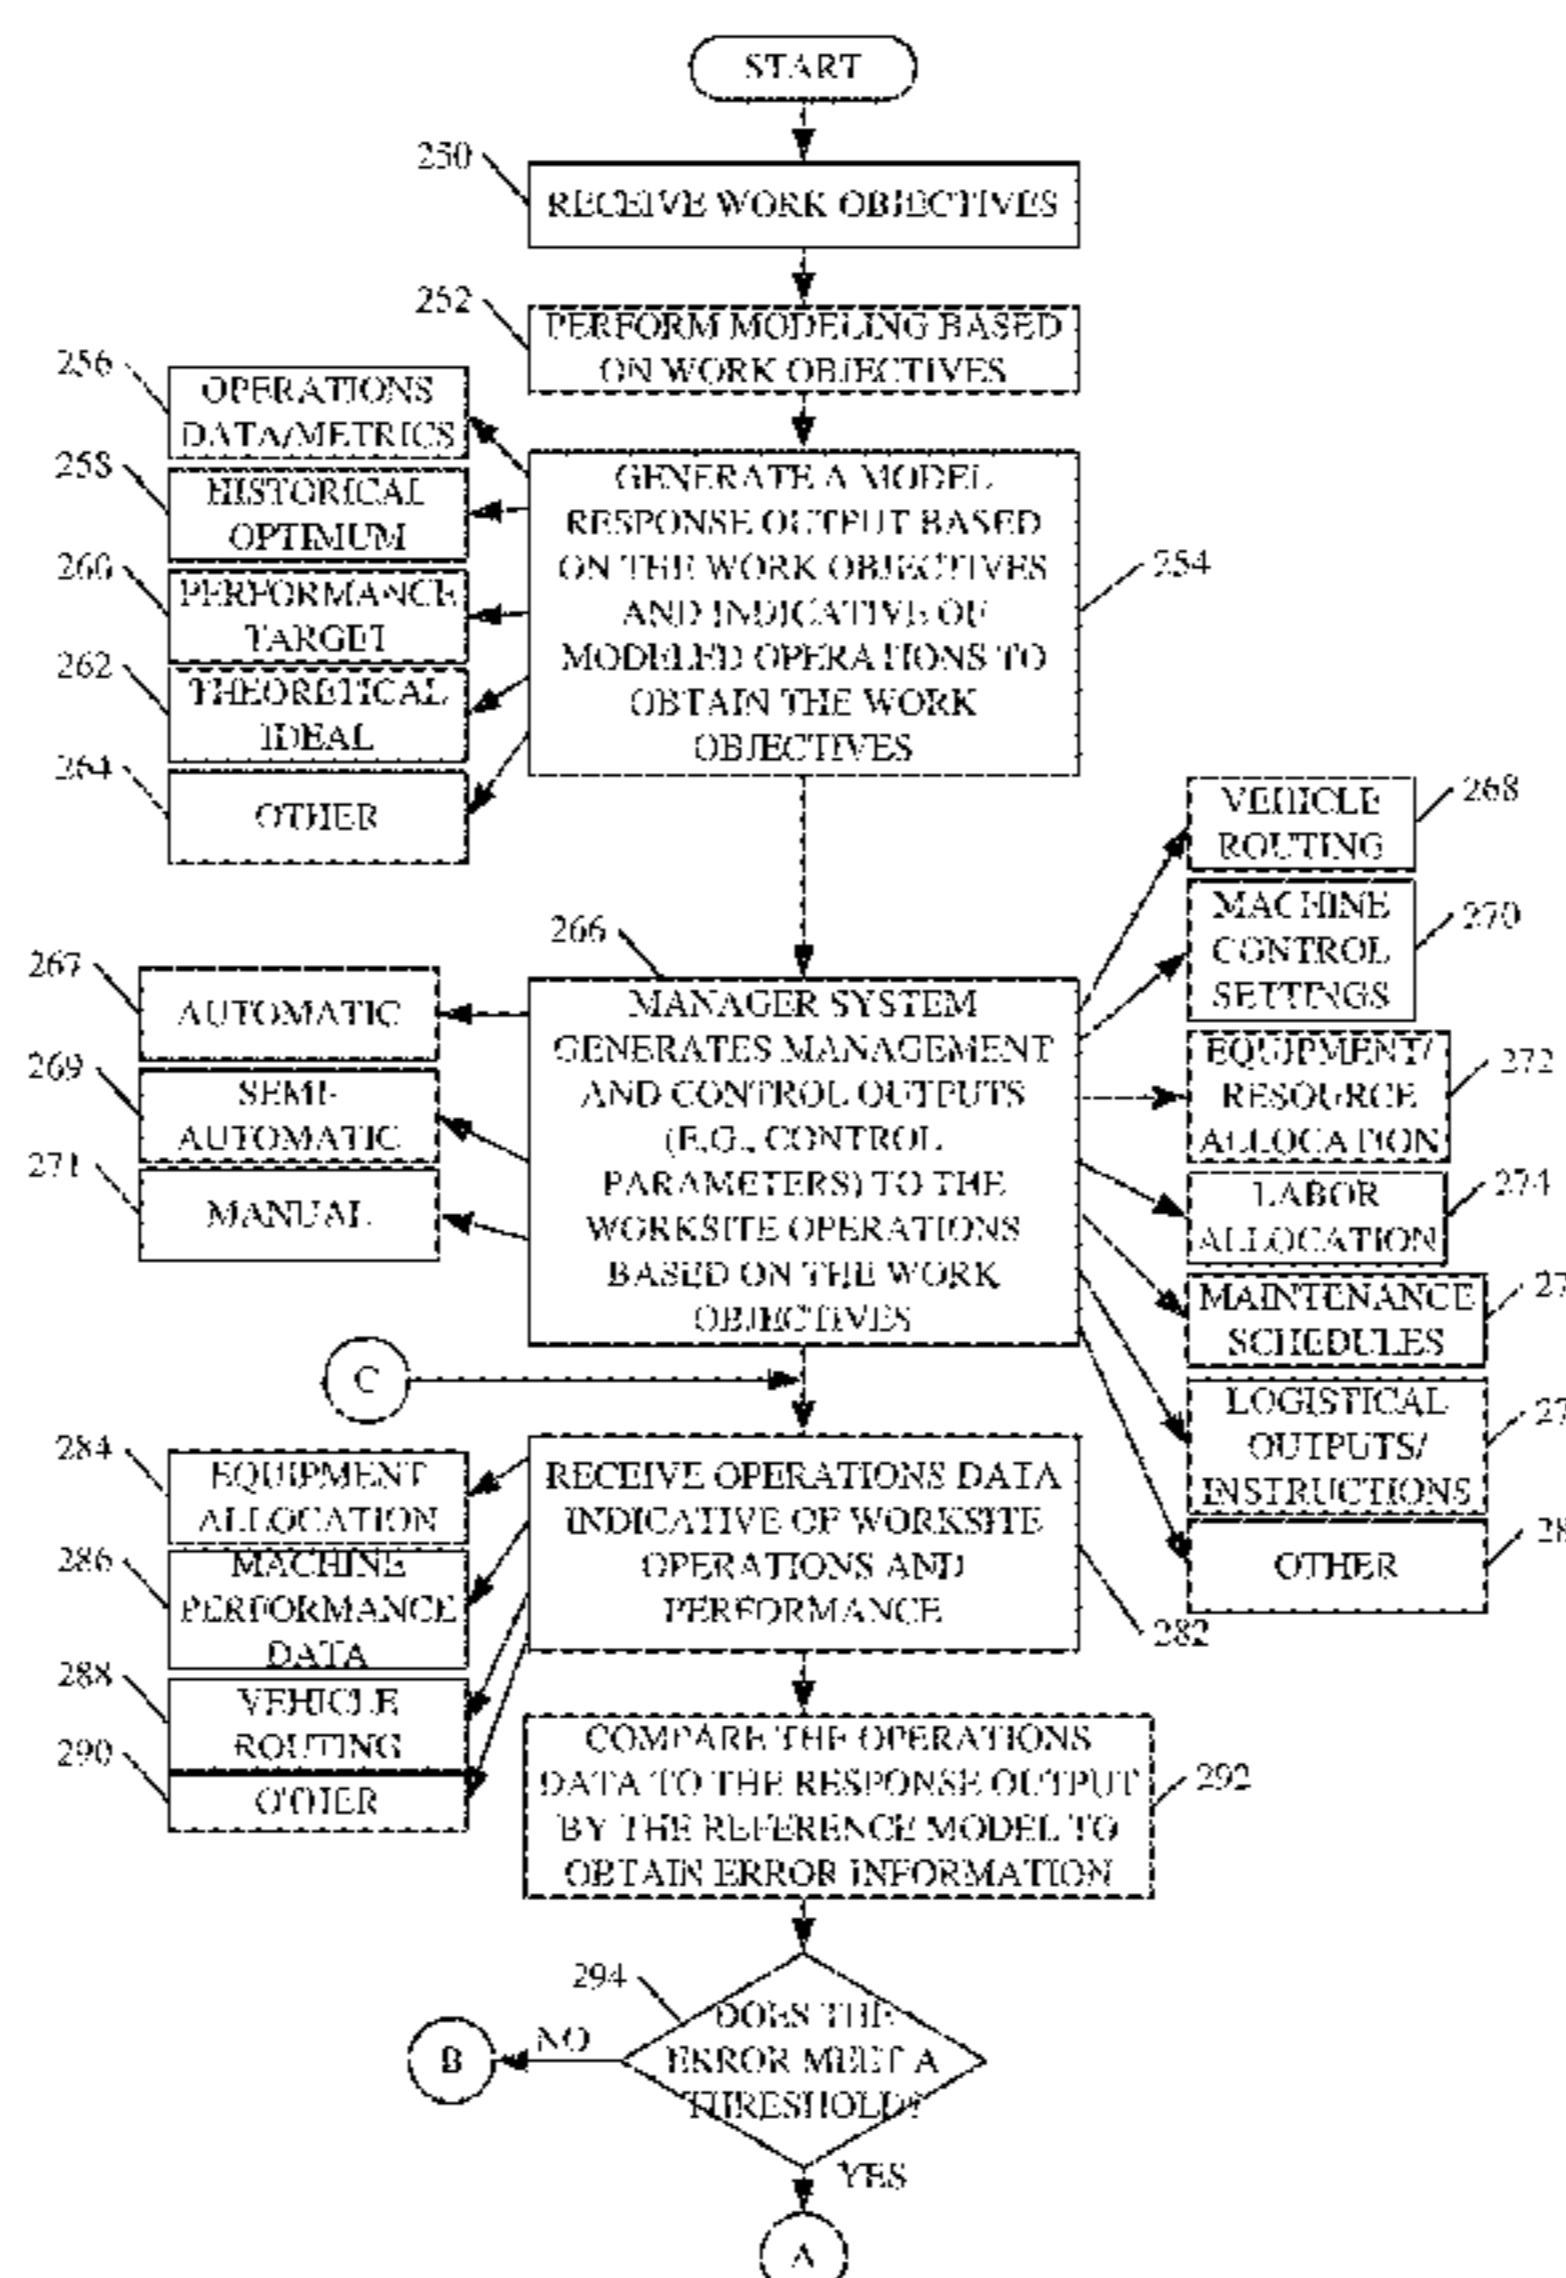 START
250
RECEIVE WORK OBJECTIVES
252
PERFORM MODELING BASED
ON WORK OBJECTIVES
256
OPERATIONS
DATA/METRICS
258
HISTORICAL
OPTIMUM
260
PERFORMANCE
TARGET
262
THEORETICAL
IDEAL
264
OTHER
GENERATE A MODEL
RESPONSE OUTPUT BASED
ON THE WORK OBJECTIVES
AND INDICATIVE OF
MODELED OPERATIONS TO
OBTAIN THE WORK
OBJECTIVES
254
266
267
AUTOMATIC
269
SEMI-
AUTOMATIC
271
MANUAL
MANAGER SYSTEM
GENERATES MANAGEMENT
AND CONTROL OUTPUTS
(E.G., CONTROL
PARAMETERS) TO THE
WORKSITE OPERATIONS
BASED ON THE WORK
OBJECTIVES
VEHICLE
ROUTING
268
MACHINE
CONTROL
SETTINGS
270
EQUIPMENT/
RESOURCE
ALLOCATION
272
LABOR
ALLOCATION
274
MAINTENANCE
SCHEDULES
27
LOGISTICAL
OUTPUTS/
INSTRUCTIONS
27
OTHER
28
C
284
EQUIPMENT
ALLOCATION
286
MACHINE
PERFORMANCE
DATA
288
VEHICLE
ROUTING
290
OTHER
RECEIVE OPERATIONS DATA
INDICATIVE OF WORKSITE
OPERATIONS AND
PERFORMANCE
282
COMPARE THE OPERATIONS
DATA TO THE RESPONSE OUTPUT
BY THE REFERENCE MODEL TO
OBTAIN ERROR INFORMATION
292
294
DOES THE
ERROR MEET A
THRESHOLD?
NO
B
YES
A